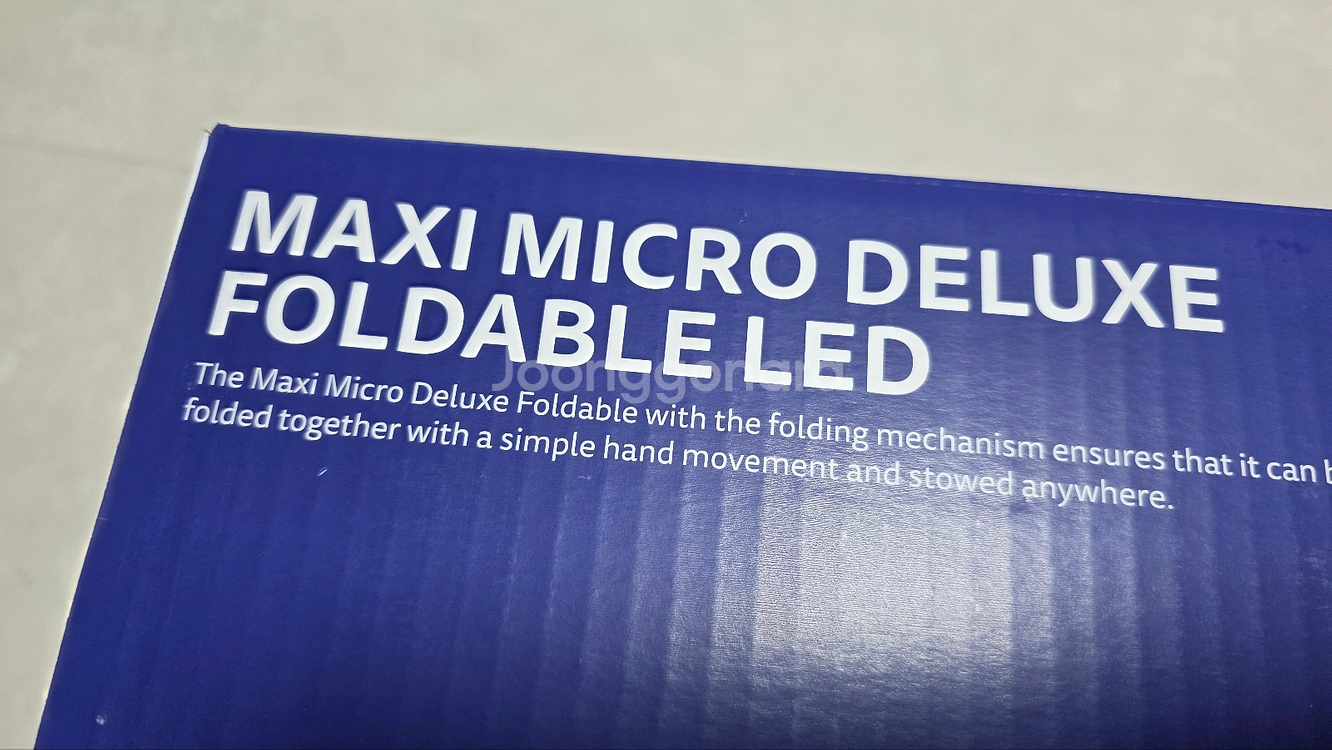 MAXI MICRO DELUXE
FOLDABLE LED
Joonggonara
The Maxi Micro Deluxe Foldable with the folding mechanism ensures that it can
folded together with a simple hand movement and stowed anywhere.